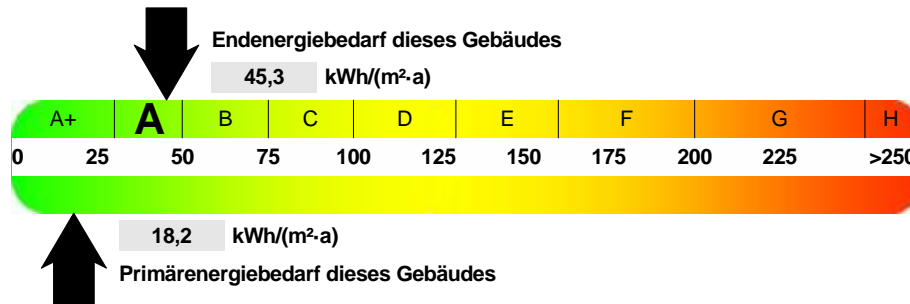 Endenergiebedarf dieses Gebäudes
45,3 kWh/(m²·a)
A+ A B C D E F G H
0 25 50 75 100 125 150 175 200 225 >250
18,2 kWh/(m²·a)
Primärenergiebedarf dieses Gebäudes